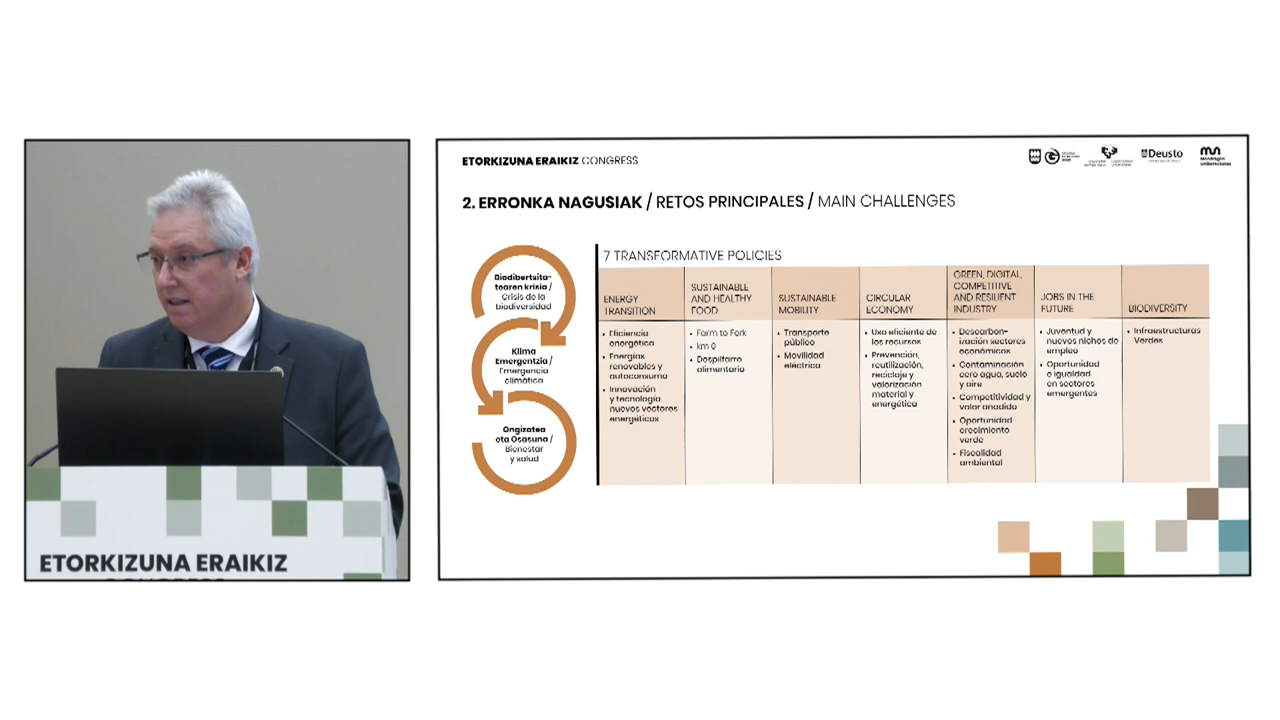 ETORKIZUNA ERAIKIZ
ETORKIZUNA ERAIKIZ CONGRESS
Deusto
2. ERRONKA NAGUSIAK / RETOS PRINCIPALES / MAIN CHALLENGES
Biodibertsita-
tearen krisia /
Crisis de la
biodiversidad
Klima
Emergentzia /
Emergencia
climática
Ongizatea
eta Osasuna /
Bienestar
y salud
7 TRANSFORMATIVE POLICIES
ENERGY
TRANSITION
• Eficiencia
energética
• Energías
renovables y
autoconsumo
• Innovación
y tecnología
nuevos vectores
energéticos
SUSTAINABLE
AND HEALTHY
FOOD
• Farm to Fork
• km 0
• Despilfarro
alimentario
SUSTAINABLE
MOBILITY
• Transporte
público
• Movilidad
eléctrica
CIRCULAR
ECONOMY
• Uso eficiente de
los recursos
• Prevención,
reutilización,
reciclaje y
valorización
material y
energética
GREEN, DIGITAL,
COMPETITIVE
AND RESILIENT
INDUSTRY
• Descarbon-
ización sectores
económicos
• Contaminación
cero agua, suelo
y aire
• Competitividad y
valor añadido
• Oportunidad
crecimiento
verde
• Fiscalidad
ambiental
JOBS IN THE
FUTURE
• Juventud y
nuevos nichos de
empleo
• Oportunidad
e igualdad
en sectores
emergentes
BIODIVERSITY
• Infraestructuras
Verdes